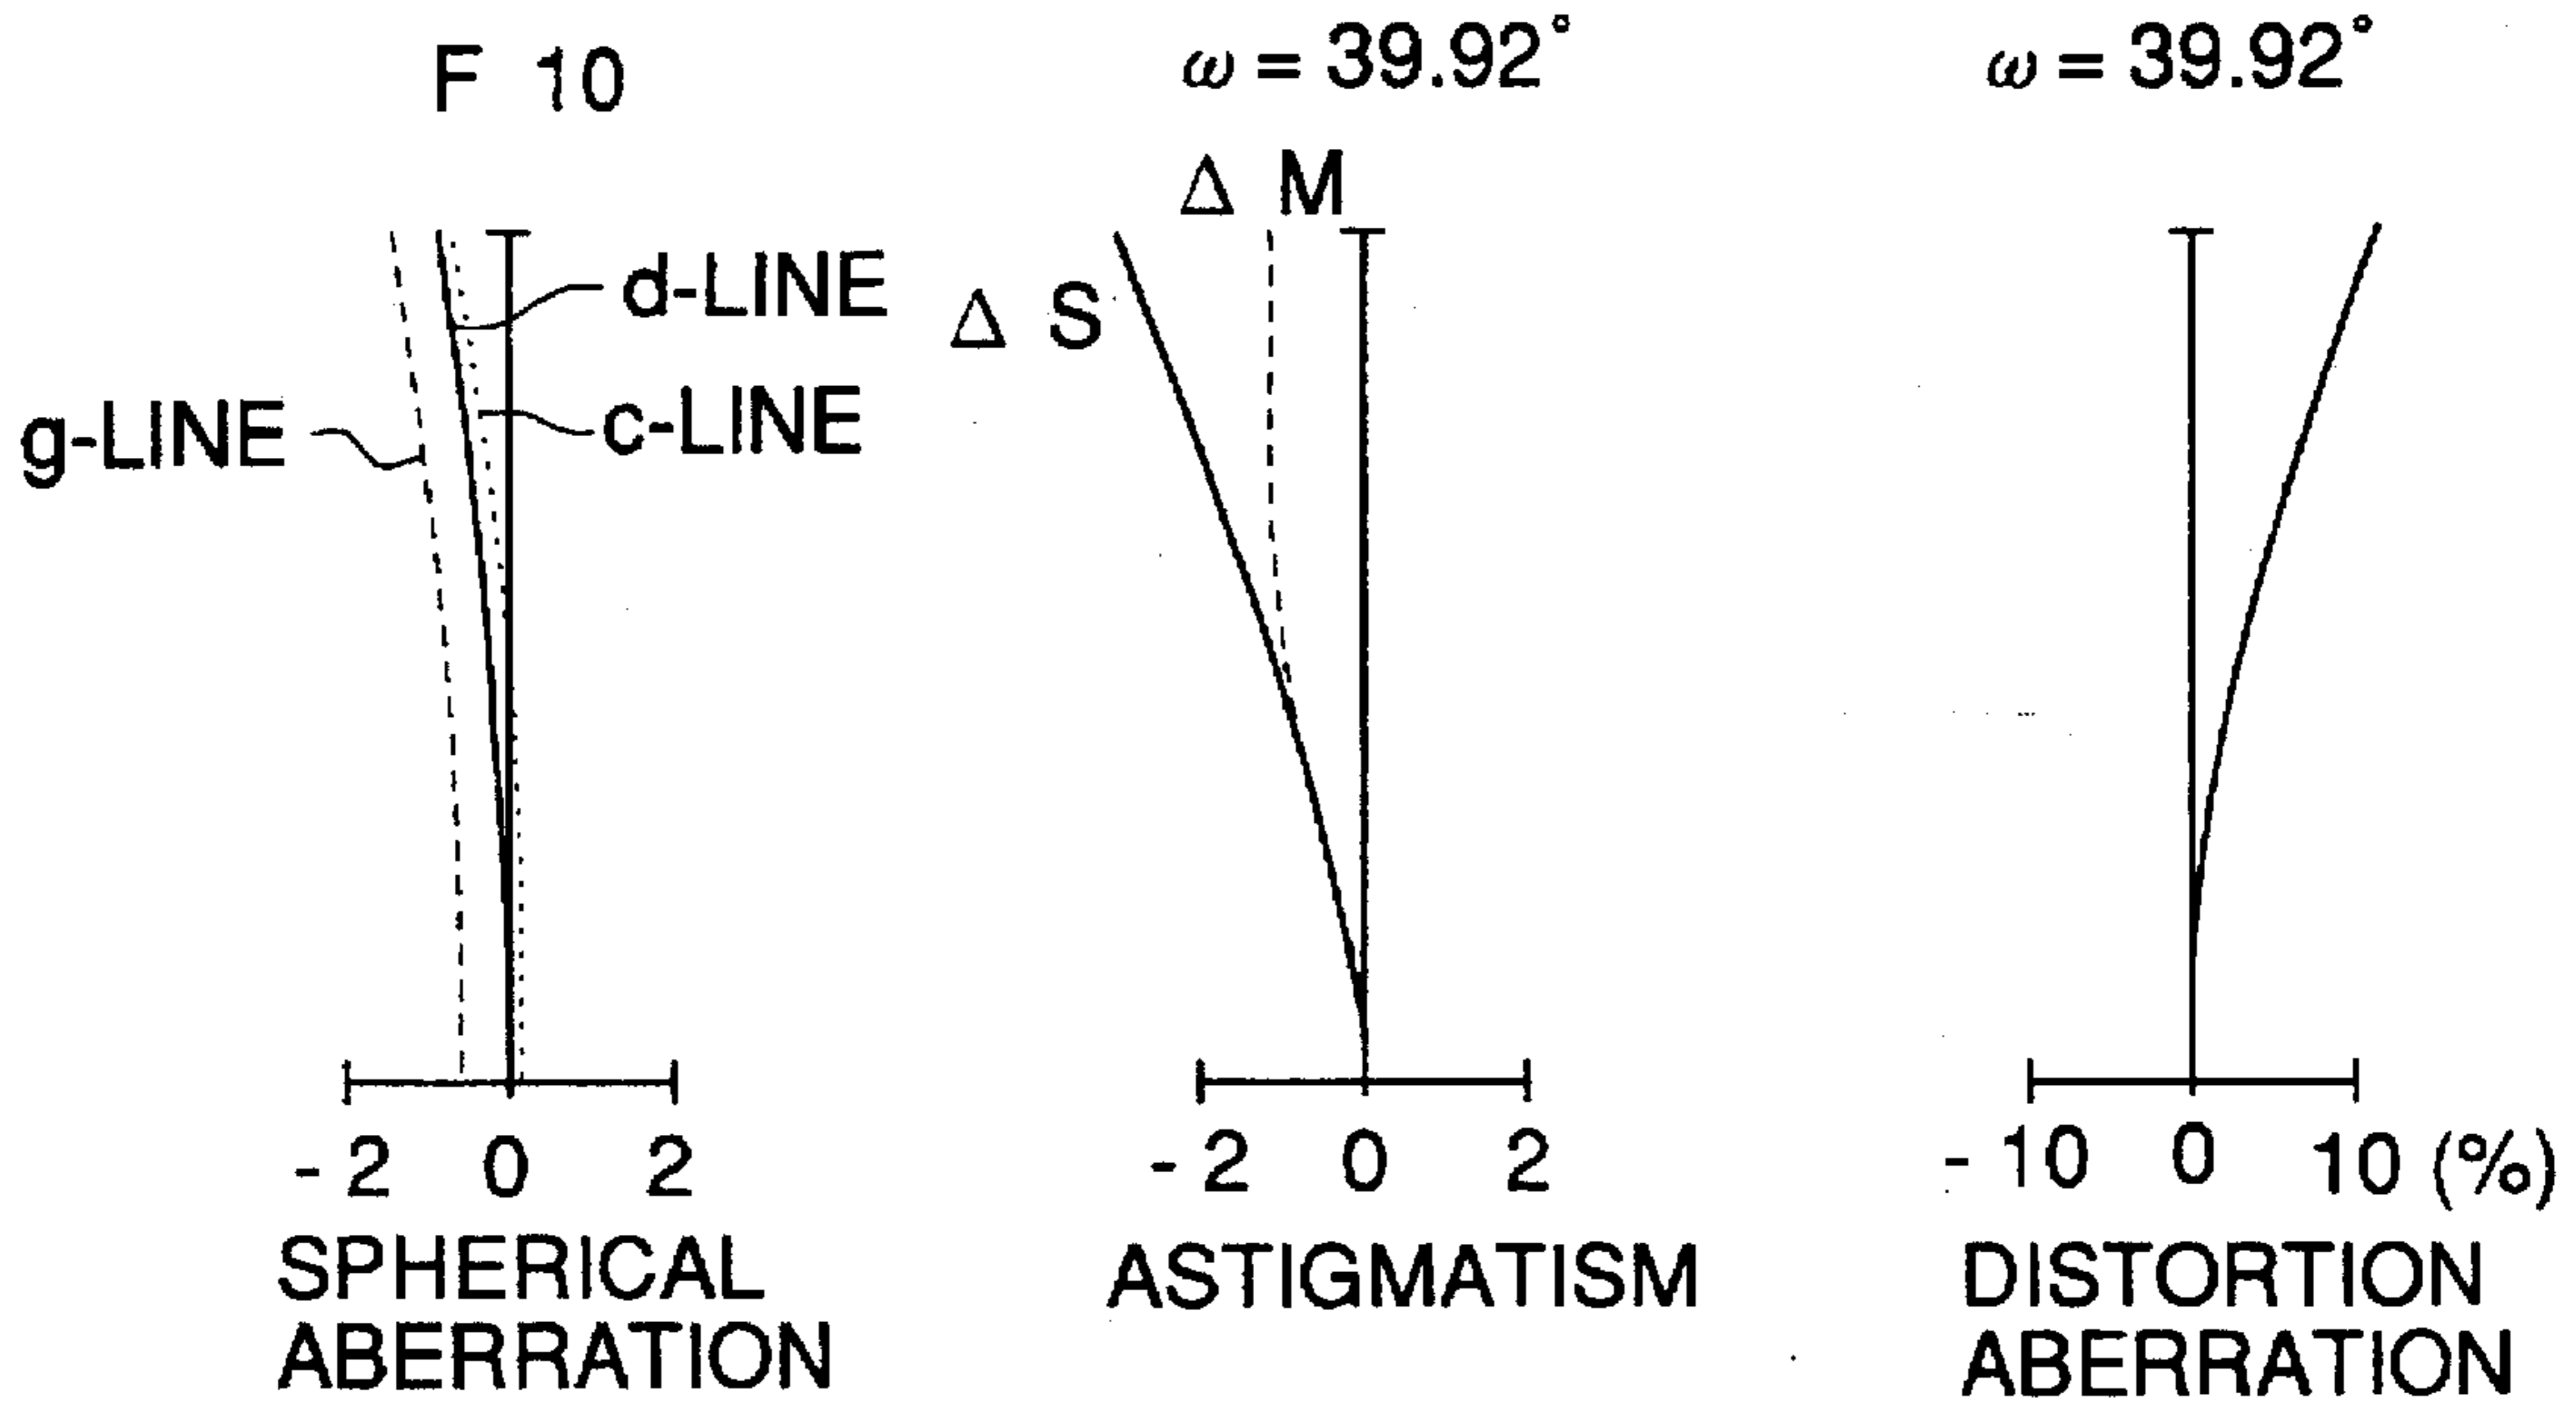 F 10
d-LINE
c-LINE
g-LINE
- 2 0 2
SPHERICAL
ABERRATION
ω = 39.92°
Δ M
Δ S
- 2 0 2
ASTIGMATISM
ω = 39.92°
- 10 0 10 (%)
DISTORTION
ABERRATION